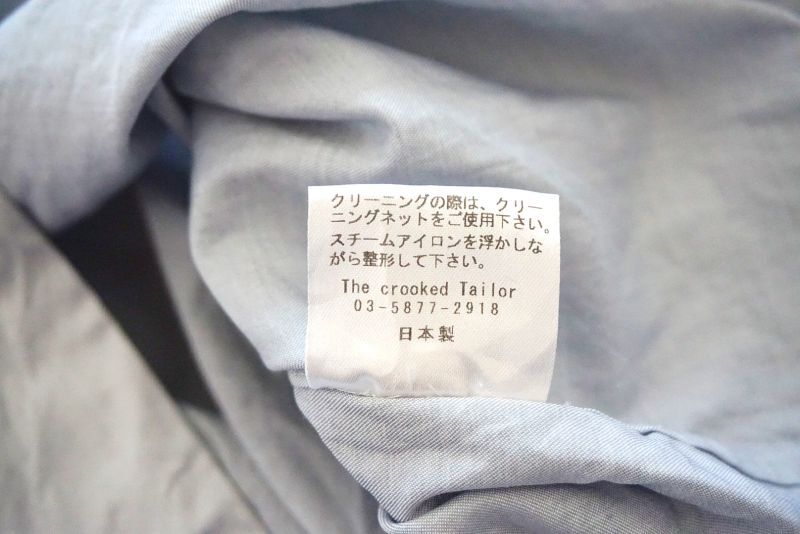 クリーニングの際は、クリー
ニングネットをご使用下さい。
スチームアイロンを浮かしな
がら整形して下さい。
The crooked Tailor
03-5877-2918
日本製